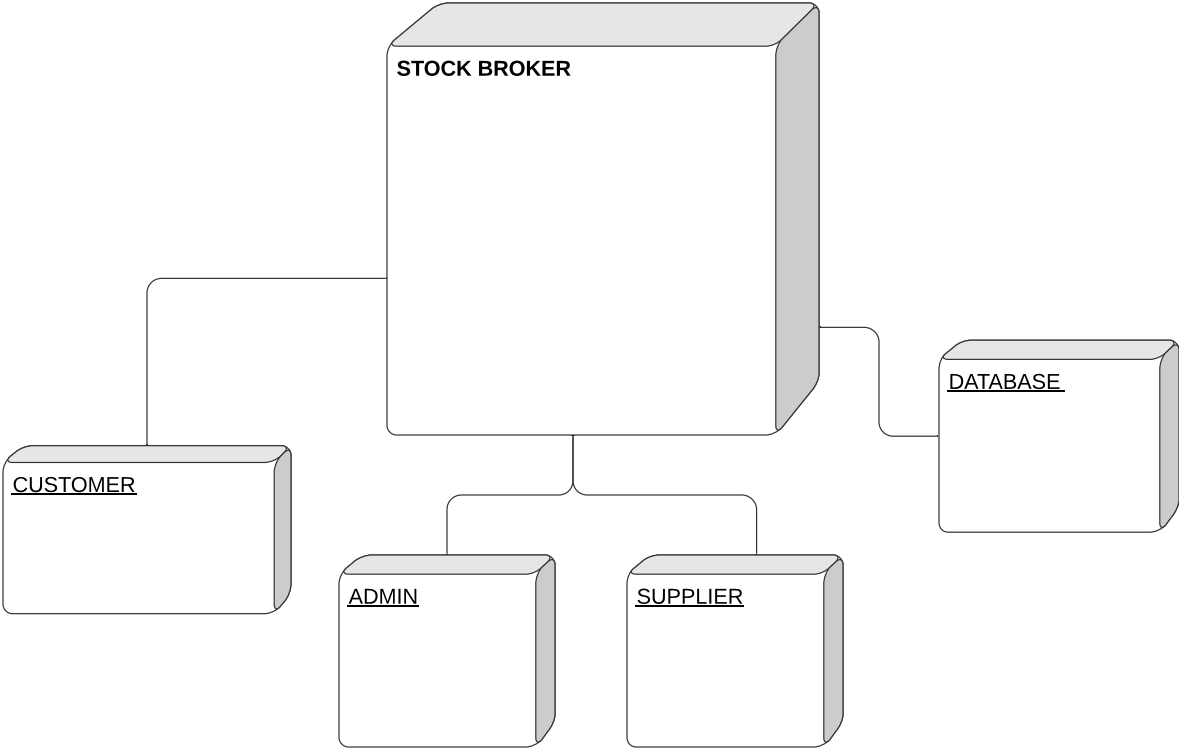 STOCK BROKER
DATABASE
CUSTOMER
ADMIN
SUPPLIER